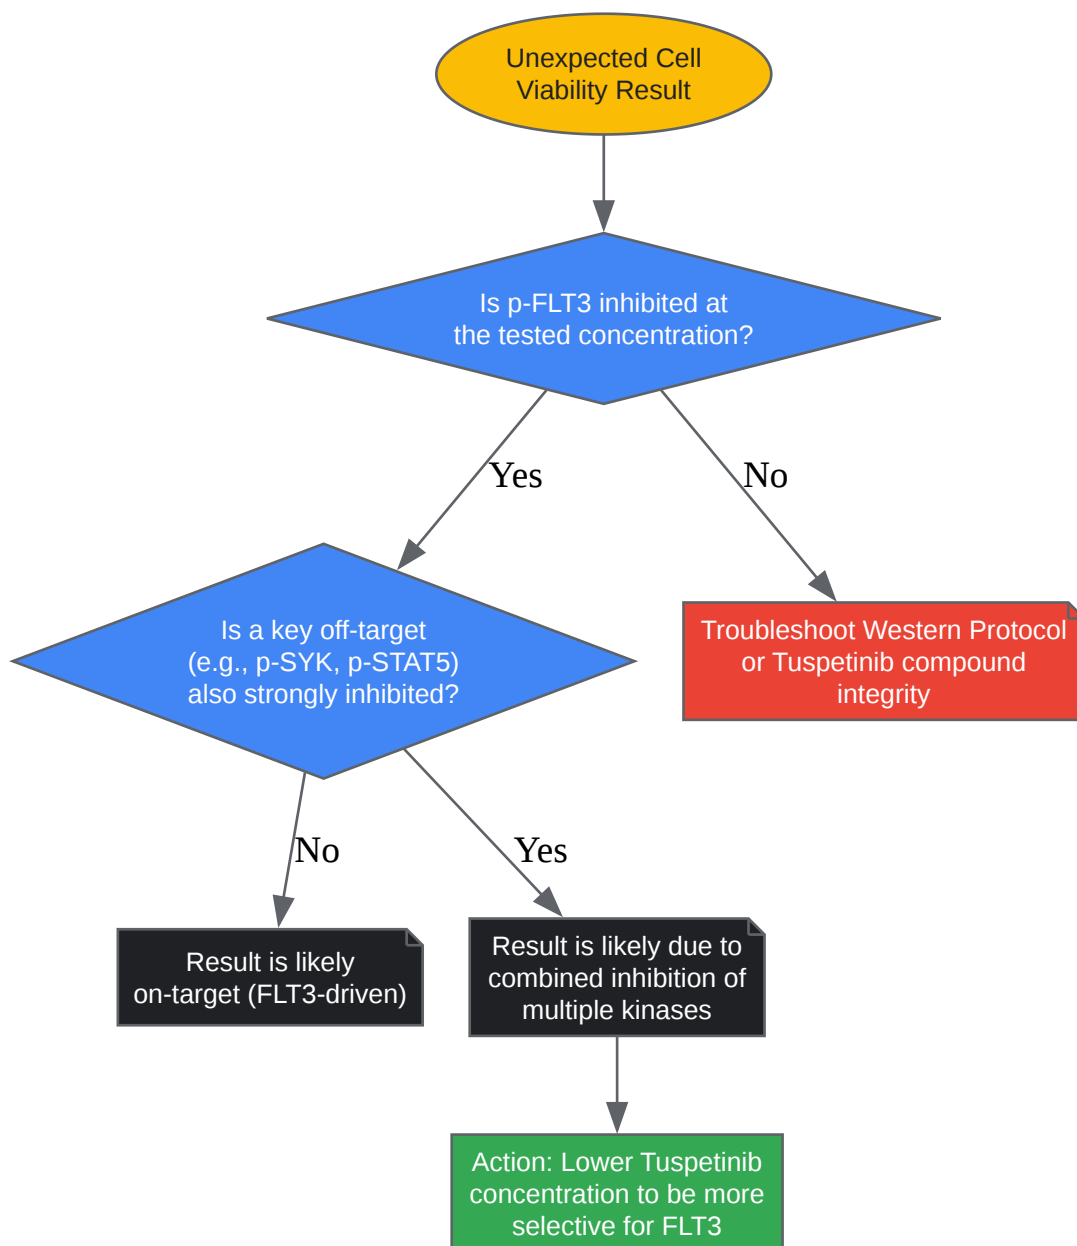 Unexpected Cell
Viability Result
Is p-FLT3 inhibited at
the tested concentration?
Yes
No
Is a key off-target
(e.g., p-SYK, p-STAT5)
also strongly inhibited?
Troubleshoot Western Protocol
or Tuspetinib compound
integrity
No
Yes
Result is likely
on-target (FLT3-driven)
Result is likely due to
combined inhibition of
multiple kinases
Action: Lower Tuspetinib
concentration to be more
selective for FLT3